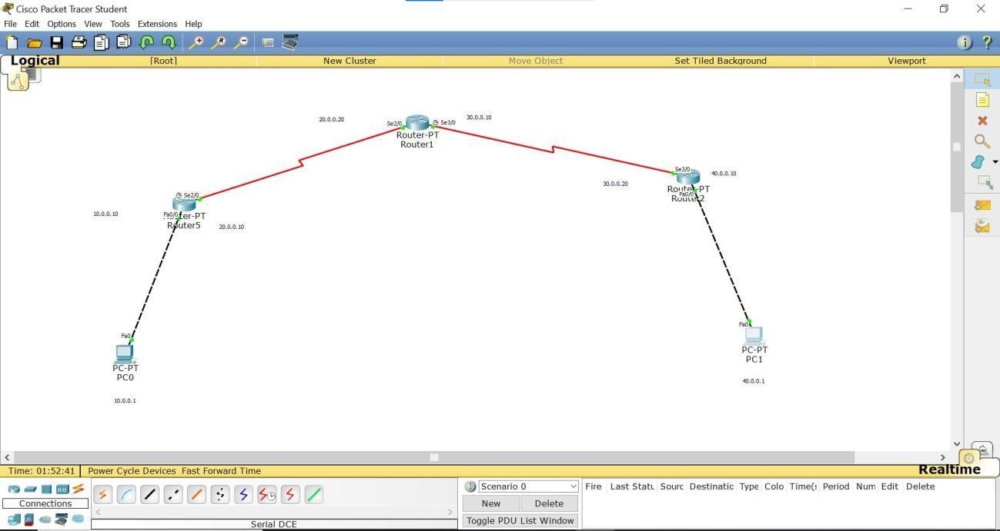 Cisco Packet Tracer Student
File Edit Options View Tools Extensions Help
Logical [Root] New Cluster Move Object Set Tiled Background Viewport
20.0.0.20
Se2/0
Se3/0
30.0.0.10
Router-PT
Router1
Se3/0
40.0.0.10
30.0.0.20
Router-PT
Fa0/0
Router2
Se2/0
10.0.0.10
Fa0/0
Router5
20.0.0.10
Fa0
PC-PT
PC0
10.0.0.1
Fa0
PC-PT
PC1
40.0.0.1
Time: 01:52:41 Power Cycle Devices Fast Forward Time
Realtime
Connections
Serial DCE
Scenario 0
New Delete
Toggle PDU List Window
Fire Last Statu Sourc Destinatic Type Colo Time(s Period Num Edit Delete